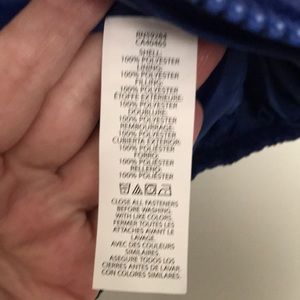 RN59284
CA40465
SHELL:
100% POLYESTER
LINING:
100% POLYESTER
FILLING:
100% POLYESTER
ÉTOFFE EXTÉRIEURE:
100% POLYESTER
DOUBLURE:
100% POLYESTER
REMBOURRAGE:
100% POLYESTER
CUBIERTA EXTERIOR:
100% POLIÉSTER
FORRO:
100% POLIÉSTER
RELLENO:
100% POLIÉSTER
CLOSE ALL FASTENERS
BEFORE WASHING.
WITH LIKE COLORS.
FERMER TOUTES LES
ATTACHES AVANT LE
LAVAGE.
AVEC DES COULEURS
SIMILAIRES.
ASEGURE TODOS LOS
CIERRES ANTES DE LAVAR.
CON COLORES SIMILARES.